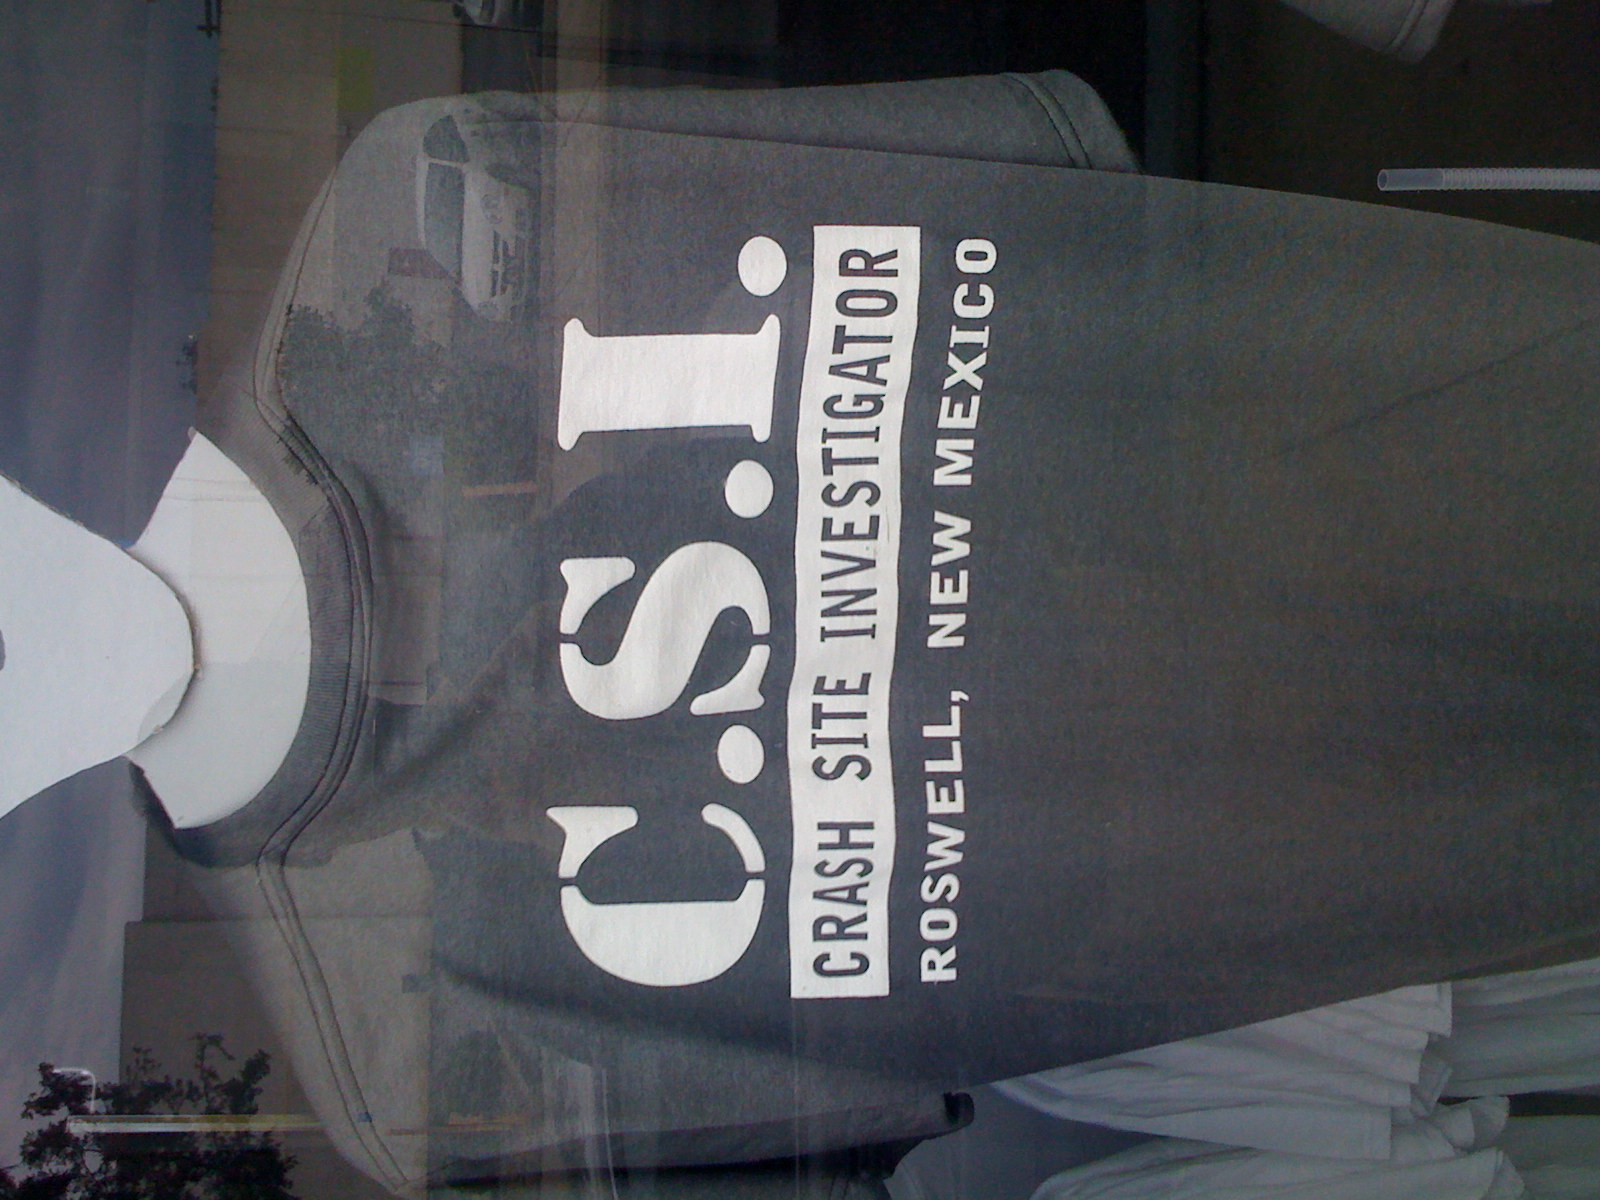 C.S.I.
CRASH SITE INVESTIGATOR
ROSWELL, NEW MEXICO